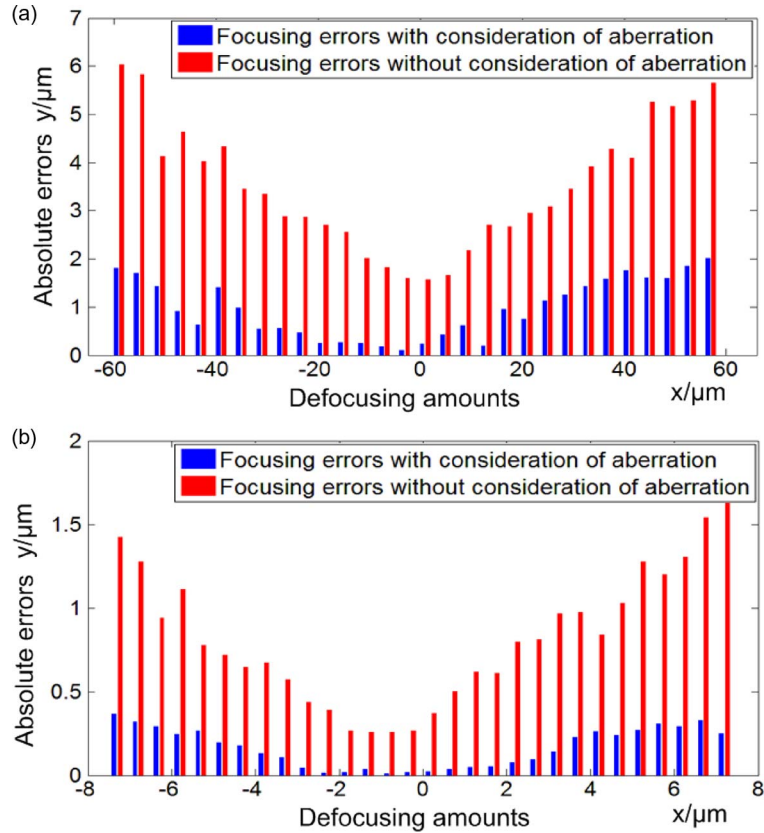 (a)
7
6
5
4
3
2
1
0
Absolute errors y/µm
Focusing errors with consideration of aberration
Focusing errors without consideration of aberration
-60 -40 -20 0 20 40 60
Defocusing amounts x/µm
(b)
2
1.5
1
0.5
0
Absolute errors y/µm
Focusing errors with consideration of aberration
Focusing errors without consideration of aberration
-8 -6 -4 -2 0 2 4 6 8
Defocusing amounts x/µm